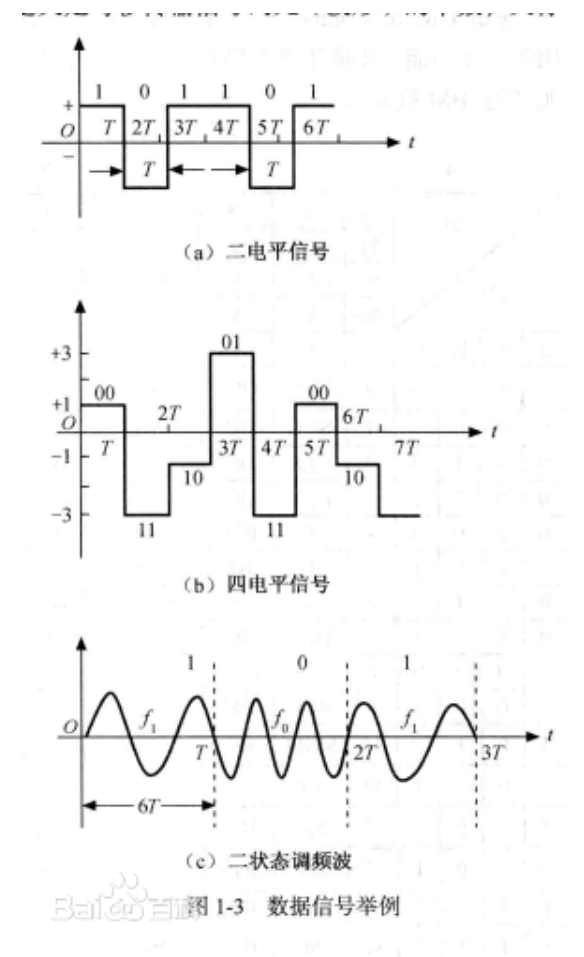 1 0 1 1 0 1
+
O T 2T 3T 4T 5T 6T t
−
T T
(a) 二电平信号
+3 01
+1 00 00
2T 6T
O T 3T 4T 5T 7T t
−1
10 10
−3
11 11
(b) 四电平信号
1 0 1
f1 f0 f1
O T 2T 3T t
6T
(c) 二状态调频波
Bai 百科
图 1-3 数据信号举例